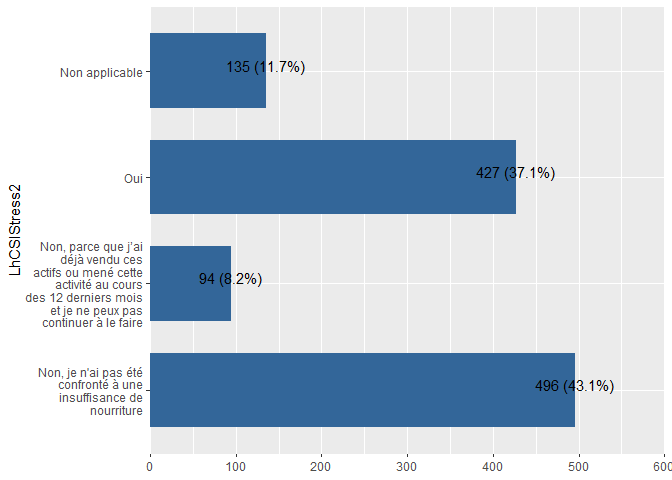 LhCSIStress2
Non applicable
135 (11.7%)
Oui
427 (37.1%)
Non, parce que j'ai
déjà vendu ces
actifs ou mené cette
activité au cours
des 12 derniers mois
et je ne peux pas
continuer à le faire
94 (8.2%)
Non, je n'ai pas été
confronté à une
insuffisance de
nourriture
496 (43.1%)
0 100 200 300 400 500 600